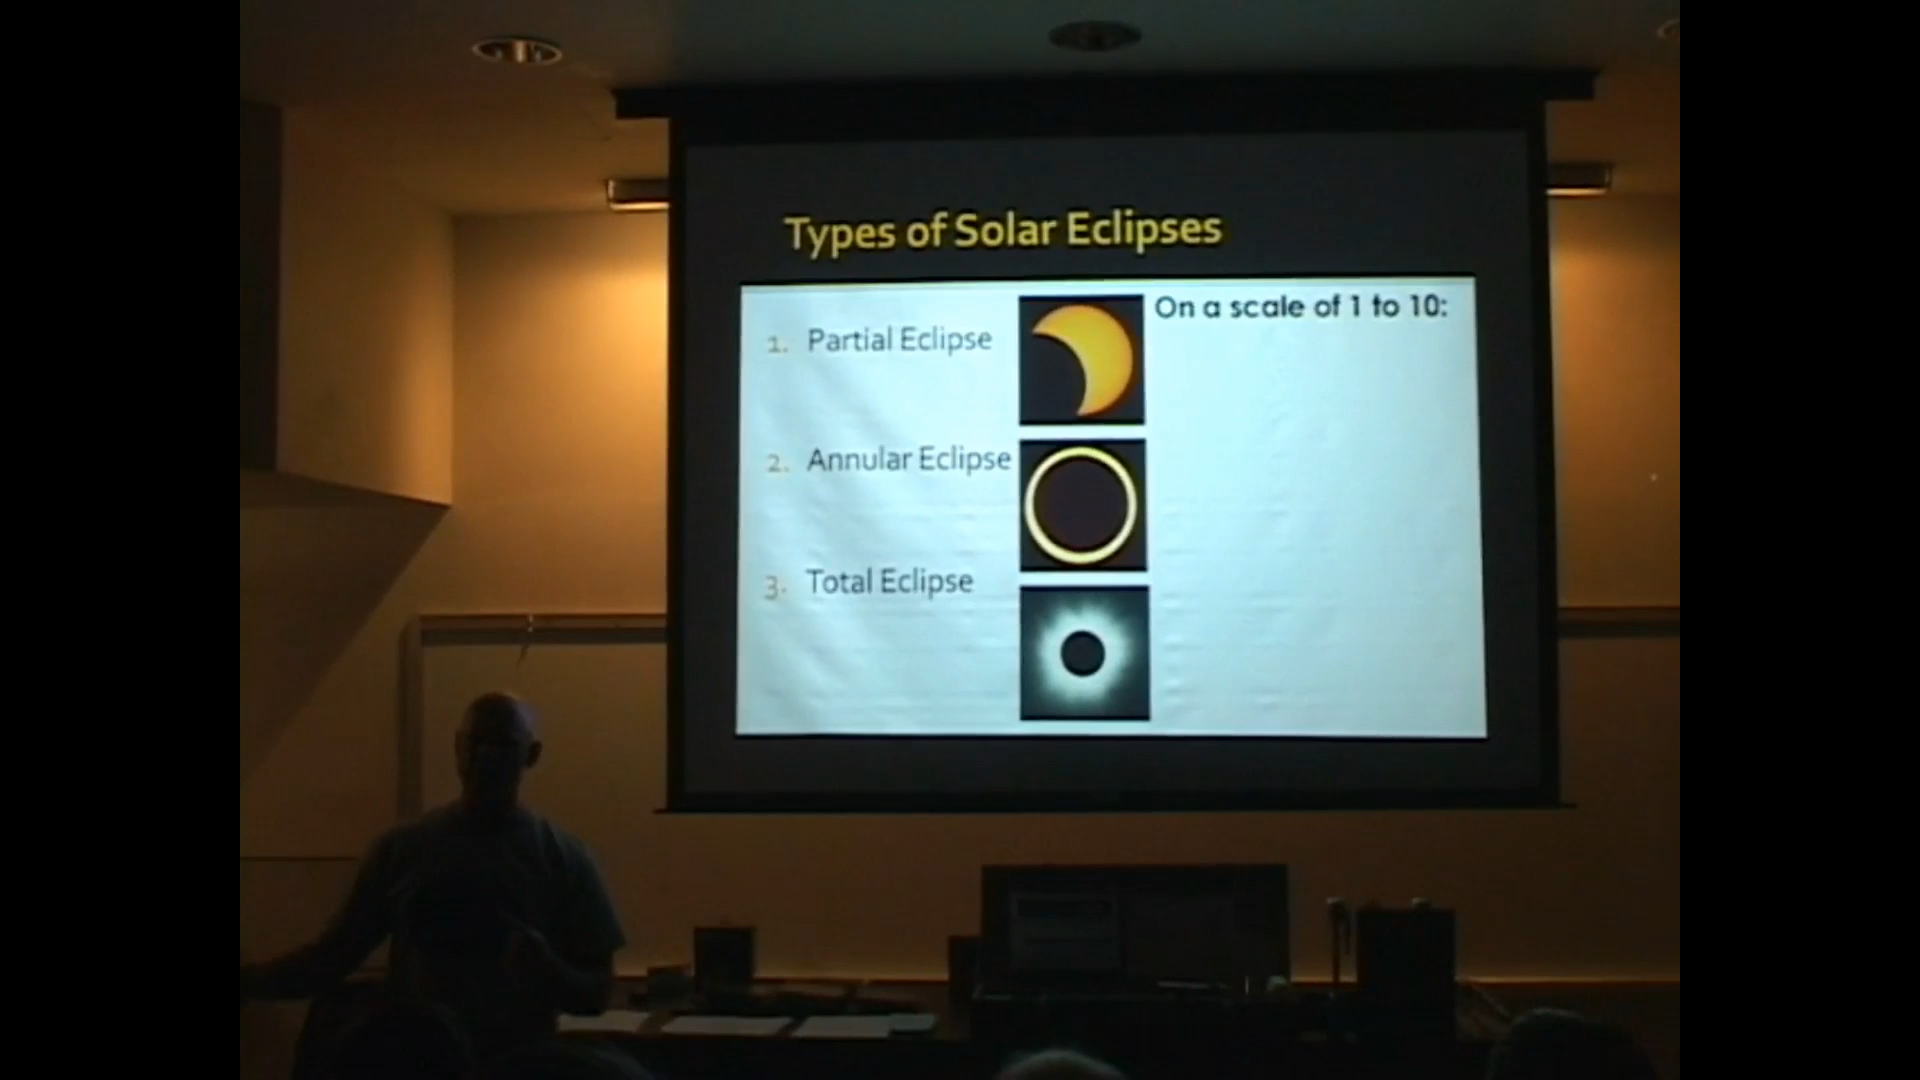 Types of Solar Eclipses
On a scale of 1 to 10:
1. Partial Eclipse
2. Annular Eclipse
3. Total Eclipse